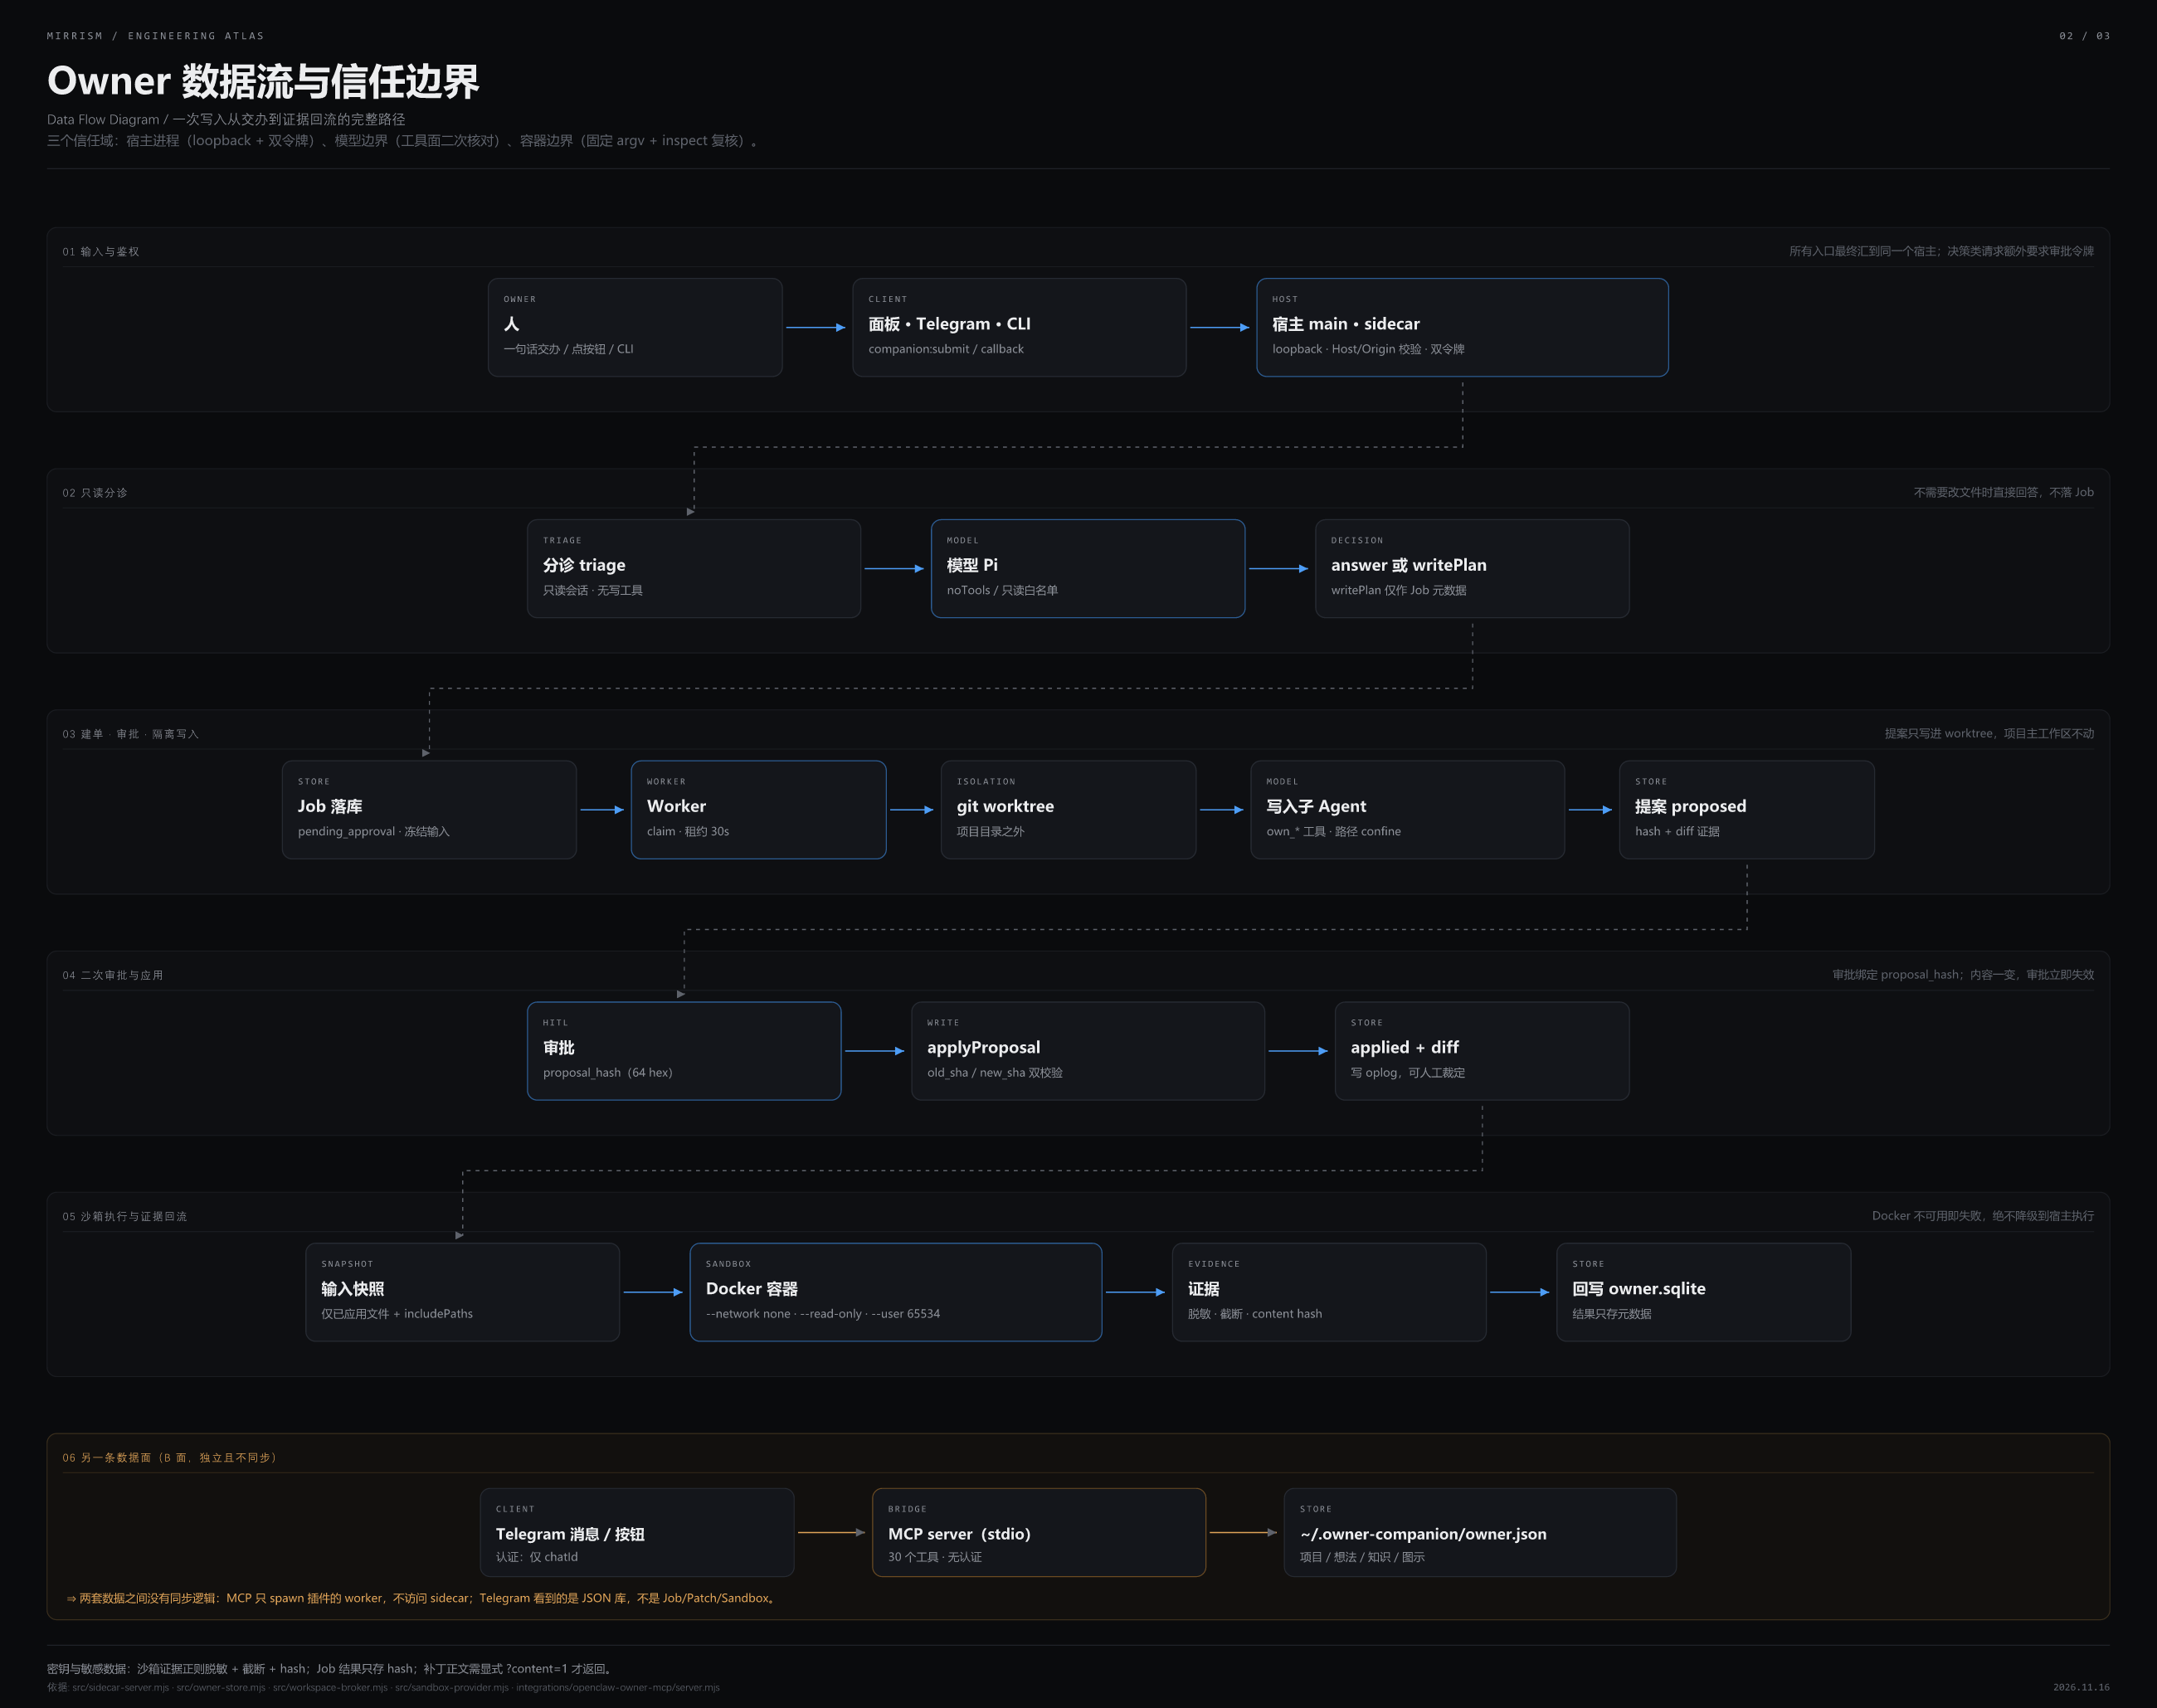 MIRRISM / ENGINEERING ATLAS
02 / 03
Owner 数据流与信任边界
Data Flow Diagram / 一次写入从交办到证据回流的完整路径
三个信任域：宿主进程（loopback + 双令牌）、模型边界（工具面二次核对）、容器边界（固定 argv + inspect 复核）。
01 输入与鉴权
所有入口最终汇到同一个宿主；决策类请求额外要求审批令牌
OWNER
人
一句话交办 / 点按钮 / CLI
CLIENT
面板 • Telegram • CLI
companion:submit / callback
HOST
宿主 main • sidecar
loopback · Host/Origin 校验 · 双令牌
02 只读分诊
不需要改文件时直接回答，不落 Job
TRIAGE
分诊 triage
只读会话 · 无写工具
MODEL
模型 Pi
noTools / 只读白名单
DECISION
answer 或 writePlan
writePlan 仅作 Job 元数据
03 建单 · 审批 · 隔离写入
提案只写进 worktree，项目主工作区不动
STORE
Job 落库
pending_approval · 冻结输入
WORKER
Worker
claim · 租约 30s
ISOLATION
git worktree
项目目录之外
MODEL
写入子 Agent
own_* 工具 · 路径 confine
STORE
提案 proposed
hash + diff 证据
04 二次审批与应用
审批绑定 proposal_hash；内容一变，审批立即失效
HITL
审批
proposal_hash（64 hex）
WRITE
applyProposal
old_sha / new_sha 双校验
STORE
applied + diff
写 oplog，可人工裁定
05 沙箱执行与证据回流
Docker 不可用即失败，绝不降级到宿主执行
SNAPSHOT
输入快照
仅已应用文件 + includePaths
SANDBOX
Docker 容器
--network none · --read-only · --user 65534
EVIDENCE
证据
脱敏 · 截断 · content hash
STORE
回写 owner.sqlite
结果只存元数据
06 另一条数据面（B 面，独立且不同步）
CLIENT
Telegram 消息 / 按钮
认证：仅 chatId
BRIDGE
MCP server（stdio）
30 个工具 · 无认证
STORE
~/.owner-companion/owner.json
项目 / 想法 / 知识 / 图示
⇒ 两套数据之间没有同步逻辑：MCP 只 spawn 插件的 worker，不访问 sidecar；Telegram 看到的是 JSON 库，不是 Job/Patch/Sandbox。
密钥与敏感数据：沙箱证据正则脱敏 + 截断 + hash；Job 结果只存 hash；补丁正文需显式 ?content=1 才返回。
依据 src/sidecar-server.mjs · src/owner-store.mjs · src/workspace-broker.mjs · src/sandbox-provider.mjs · integrations/openclaw-owner-mcp/server.mjs
2026.11.16